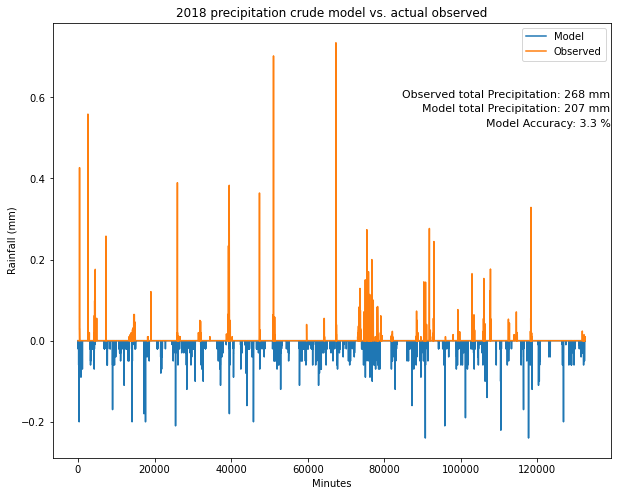 2018 precipitation crude model vs. actual observed
Model
Observed
Observed total Precipitation: 268 mm
Model total Precipitation: 207 mm
Model Accuracy: 3.3 %
Rainfall (mm)
0.6
0.4
0.2
0.0
−0.2
0 20000 40000 60000 80000 100000 120000
Minutes